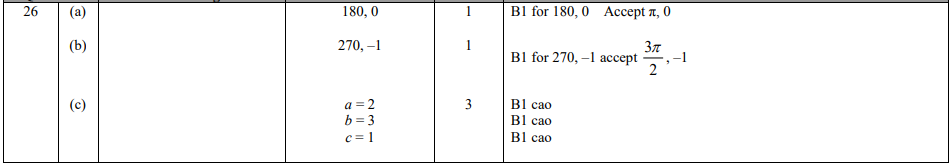 26 (a) 180, 0 1 B1 for 180, 0 Accept π, 0
(b) 270, –1 1 B1 for 270, –1 accept 3π/2, –1
(c) a = 2 3 B1 cao
b = 3 B1 cao
c = 1 B1 cao